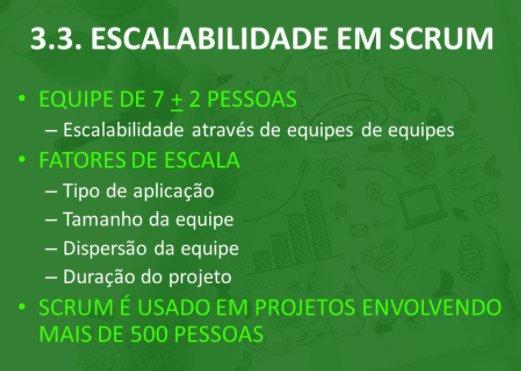 3.3. ESCALABILIDADE EM SCRUM
• EQUIPE DE 7 ± 2 PESSOAS
– Escalabilidade através de equipes de equipes
• FATORES DE ESCALA
– Tipo de aplicação
– Tamanho da equipe
– Dispersão da equipe
– Duração do projeto
• SCRUM É USADO EM PROJETOS ENVOLVENDO
MAIS DE 500 PESSOAS